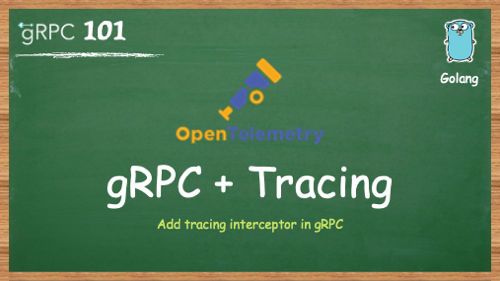 gRPC 101
Golang
OpenTelemetry
gRPC + Tracing
Add tracing interceptor in gRPC